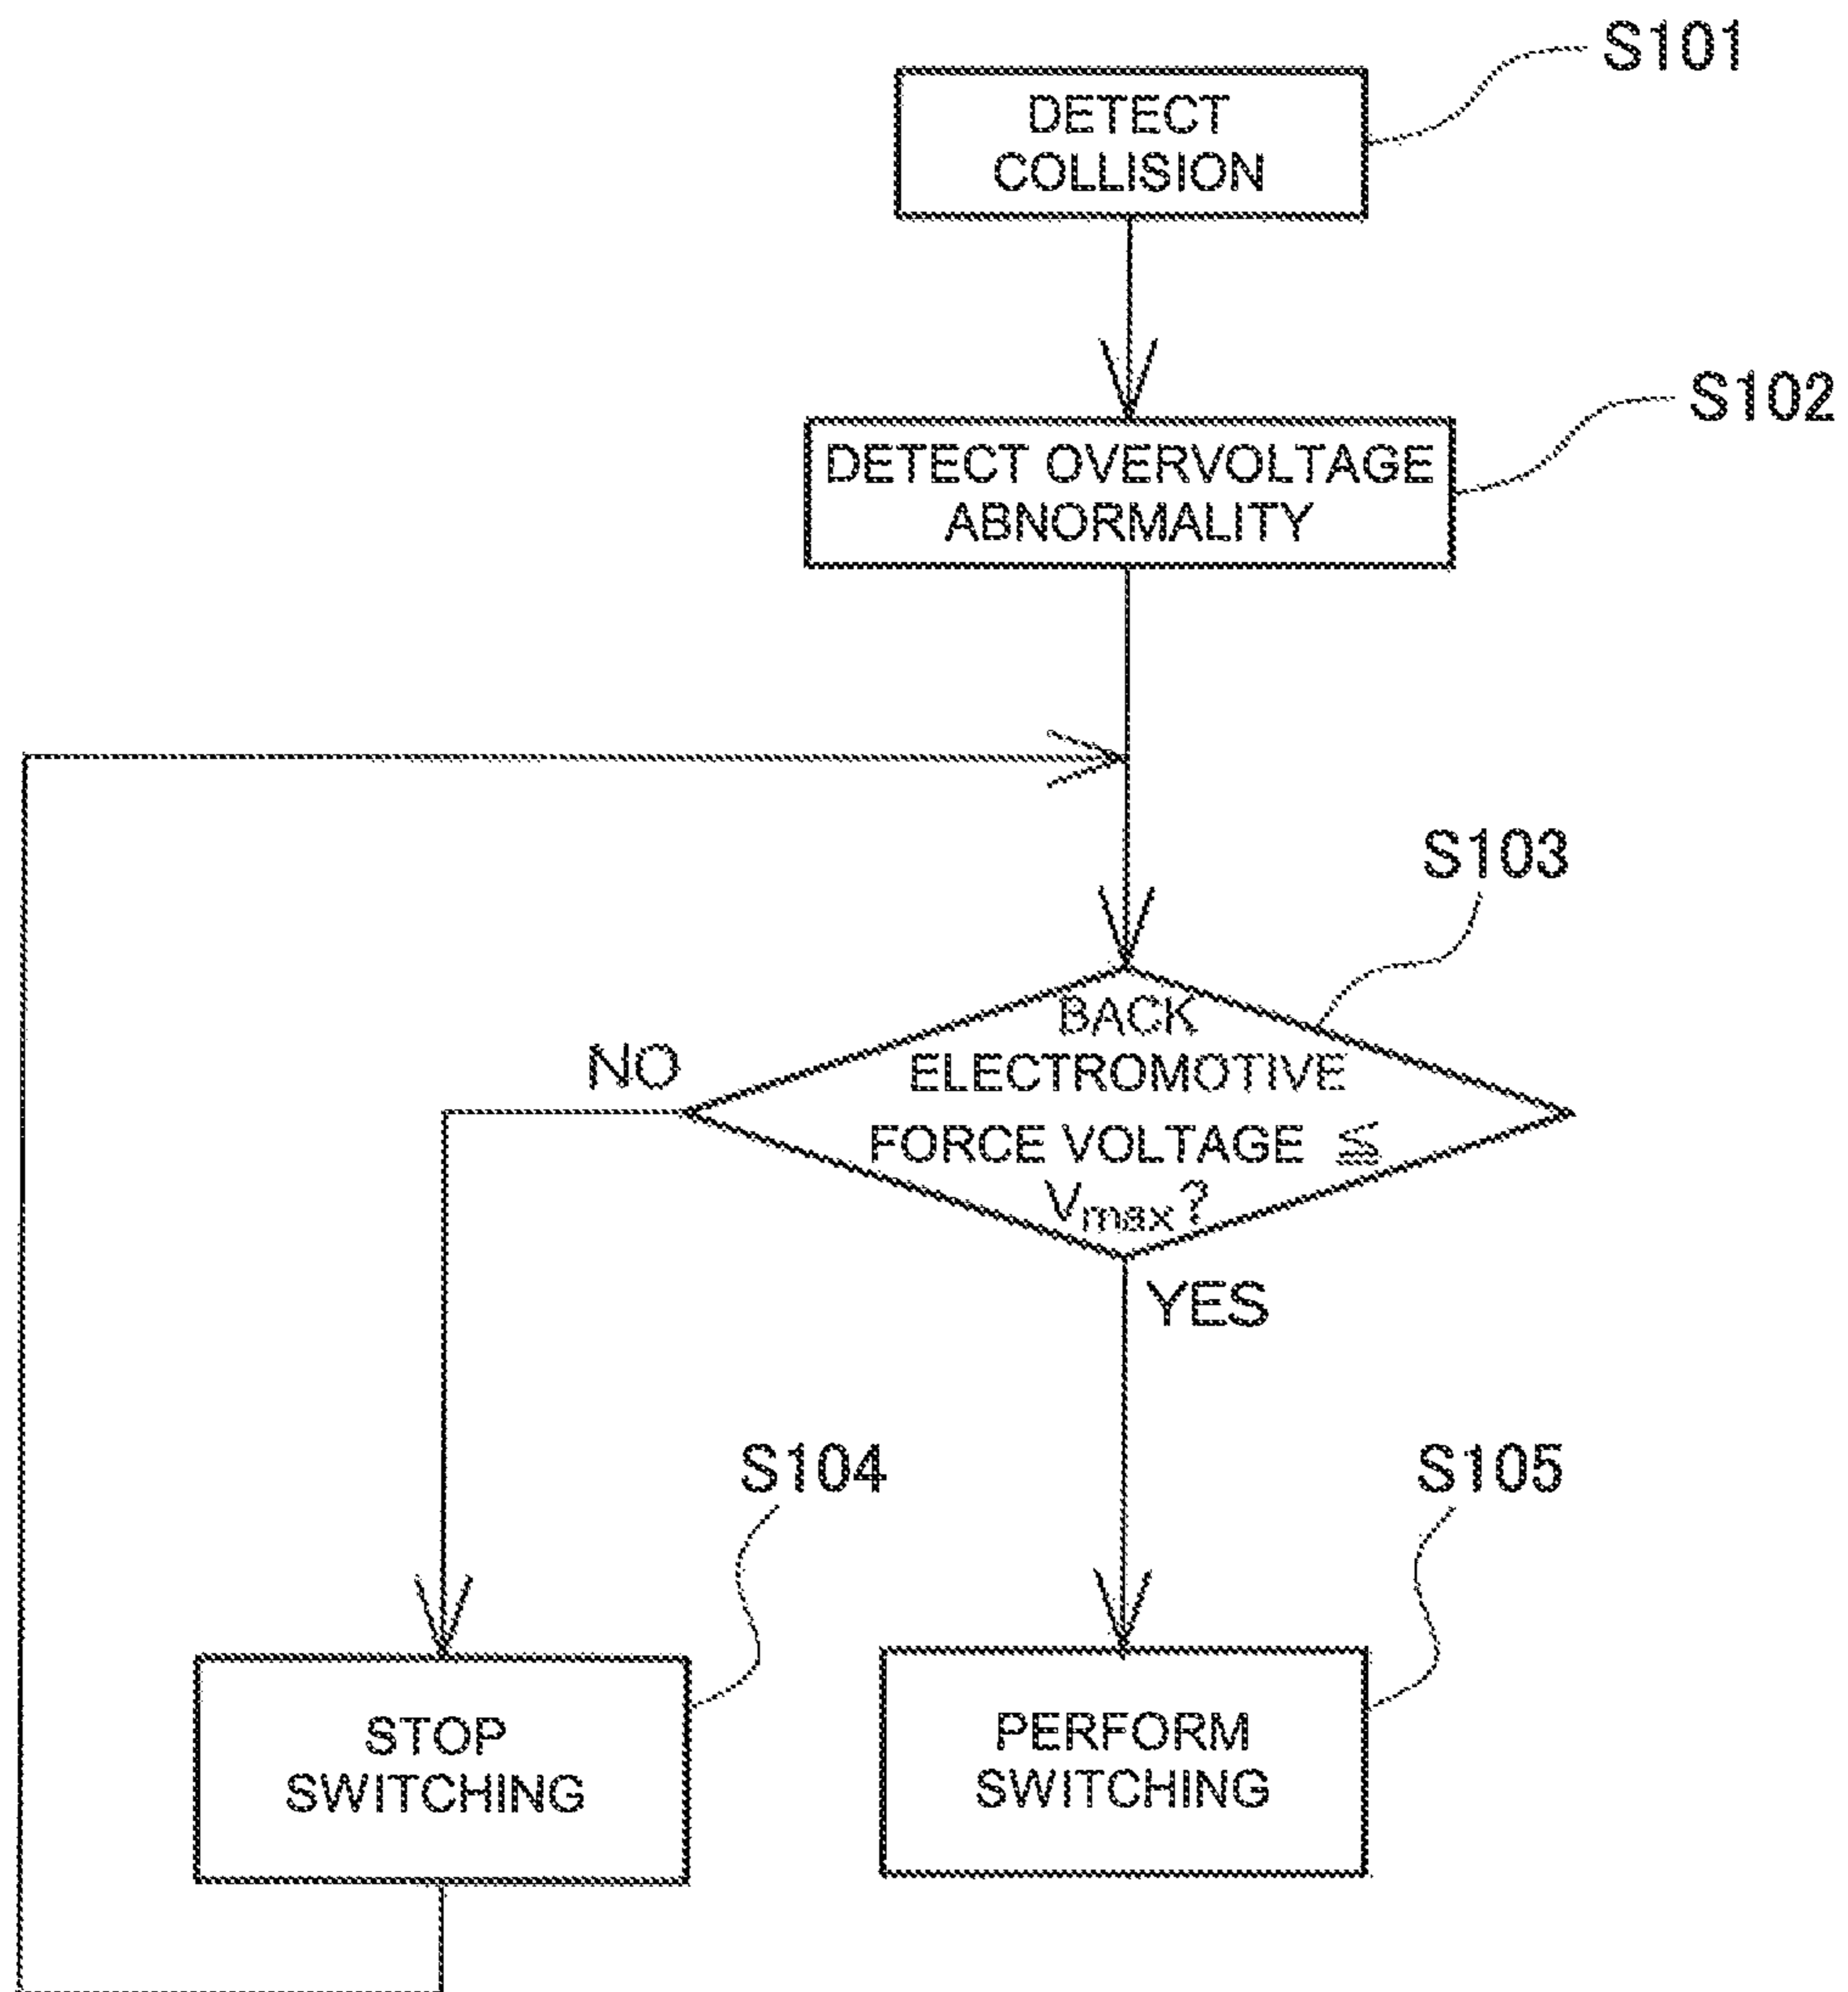 S101
DETECT
COLLISION
S102
DETECT OVERVOLTAGE
ABNORMALITY
S103
BACK
ELECTROMOTIVE
FORCE VOLTAGE ≦
Vmax?
NO
YES
S104
S105
STOP
SWITCHING
PERFORM
SWITCHING